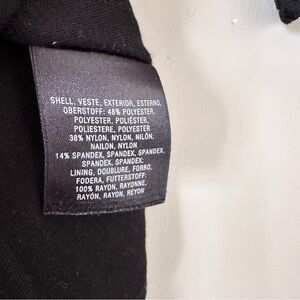 SHELL, VESTE, EXTERIOR, ESTERNO,
OBERSTOFF: 48% POLYESTER,
POLYESTER, POLIÉSTER,
POLIESTERE, POLYESTER
38% NYLON, NYLON, NILÓN,
NAILON, NYLON
14% SPANDEX, SPANDEX, SPANDEX,
SPANDEX, SPANDEX;
LINING, DOUBLURE, FORRO,
FODERA, FUTTERSTOFF:
100% RAYON, RAYONNE,
RAYÓN, RAYON, REYON